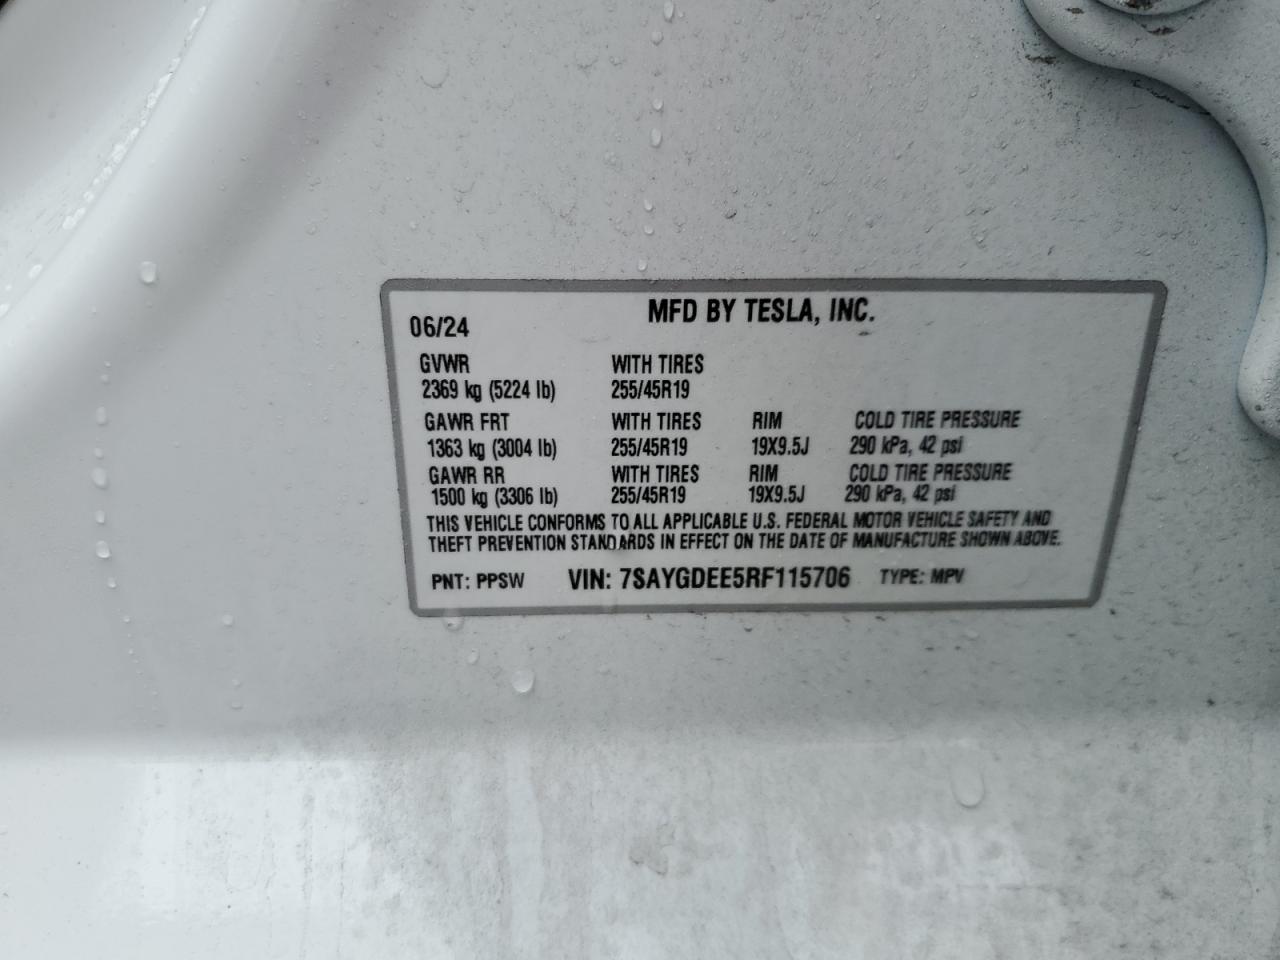 MFD BY TESLA, INC.
06/24
GVWR WITH TIRES
2369 kg (5224 lb) 255/45R19
GAWR FRT WITH TIRES RIM COLD TIRE PRESSURE
1363 kg (3004 lb) 255/45R19 19X9.5J 290 kPa, 42 psi
GAWR RR WITH TIRES RIM COLD TIRE PRESSURE
1500 kg (3306 lb) 255/45R19 19X9.5J 290 kPa, 42 psi
THIS VEHICLE CONFORMS TO ALL APPLICABLE U.S. FEDERAL MOTOR VEHICLE SAFETY AND
THEFT PREVENTION STANDARDS IN EFFECT ON THE DATE OF MANUFACTURE SHOWN ABOVE.
PNT: PPSW VIN: 7SAYGDEE5RF115706 TYPE: MPV